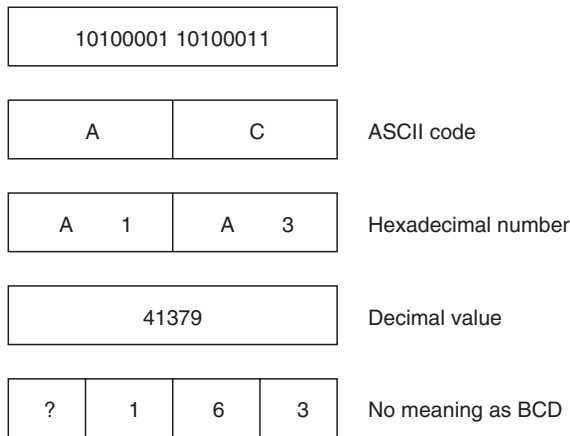 10100001 10100011
A C ASCII code
A 1 A 3 Hexadecimal number
41379 Decimal value
? 1 6 3 No meaning as BCD